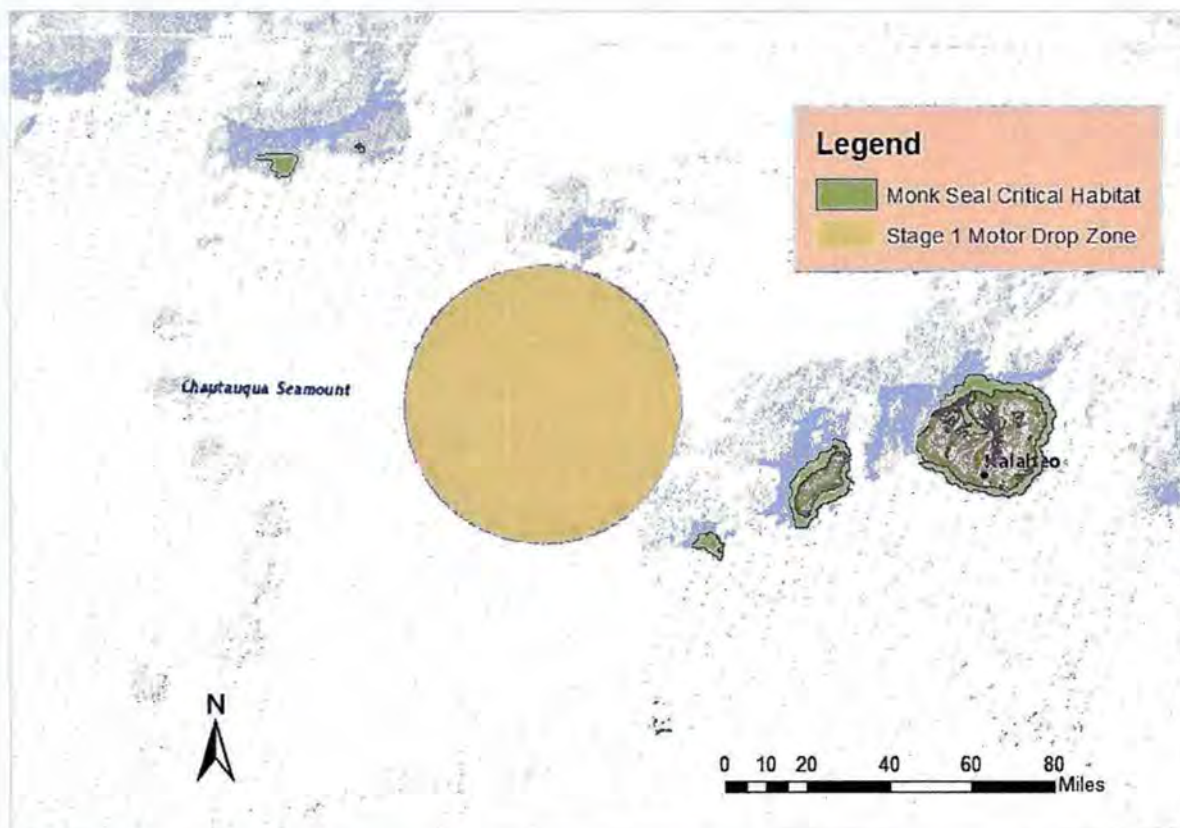 Legend
Monk Seal Critical Habitat
Stage 1 Motor Drop Zone
Chautauqua Seamount
Kalaheo
N
0 10 20 40 60 80
Miles